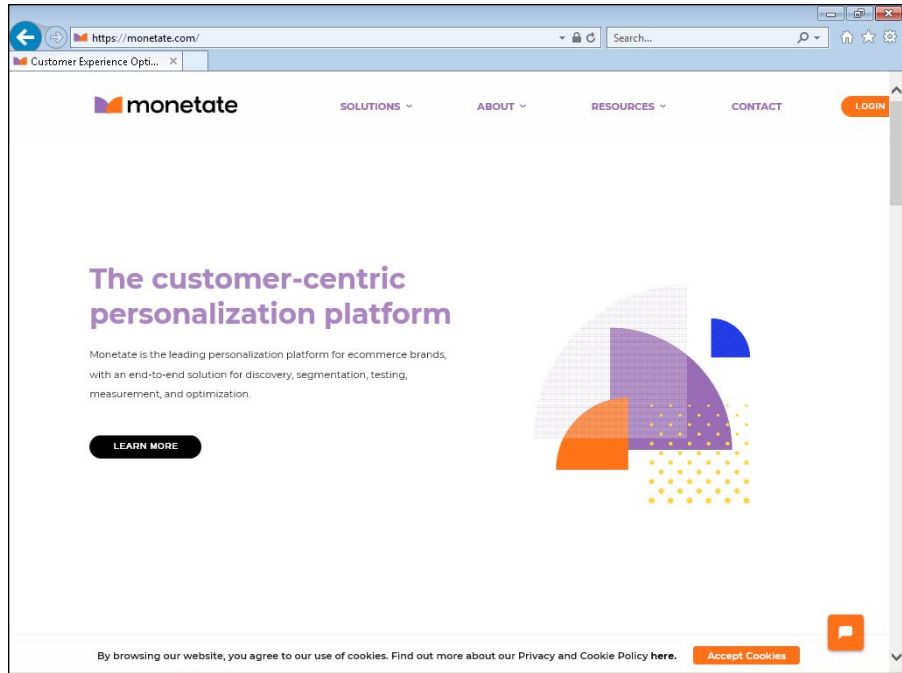 https://monetate.com/
Search...
Customer Experience Opti...
monetate
SOLUTIONS
ABOUT
RESOURCES
CONTACT
LOGIN
The customer-centric
personalization platform
Monetate is the leading personalization platform for ecommerce brands,
with an end-to-end solution for discovery, segmentation, testing,
measurement, and optimization.
LEARN MORE
By browsing our website, you agree to our use of cookies. Find out more about our Privacy and Cookie Policy here.
Accept Cookies